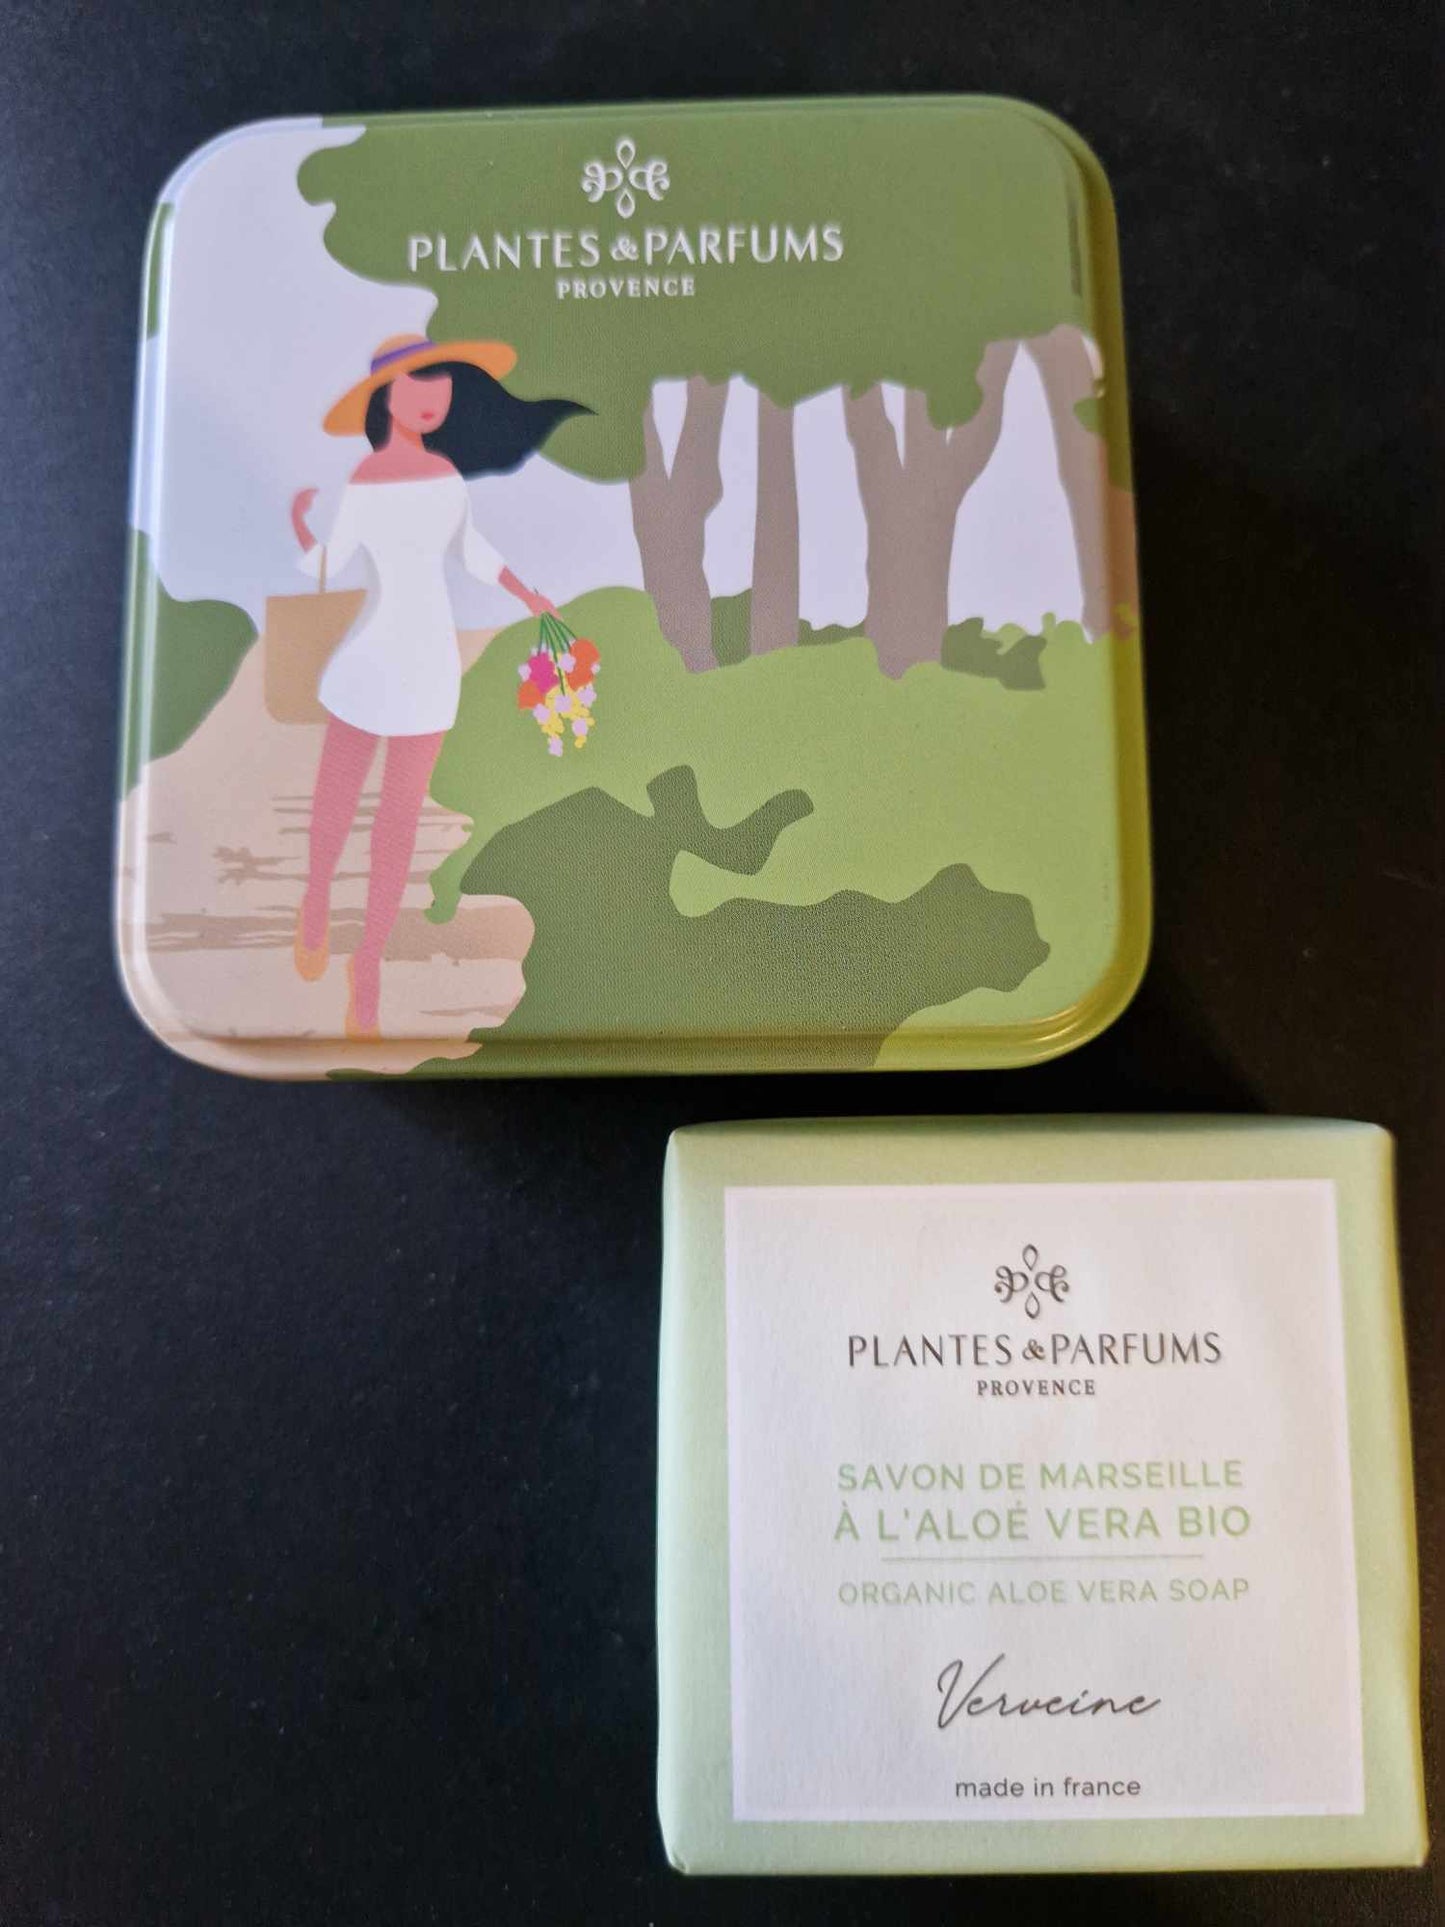 PLANTES & PARFUMS
PROVENCE
PLANTES & PARFUMS
PROVENCE
SAVON DE MARSEILLE
À L'ALOÉ VERA BIO
ORGANIC ALOE VERA SOAP
Verveine
made in france